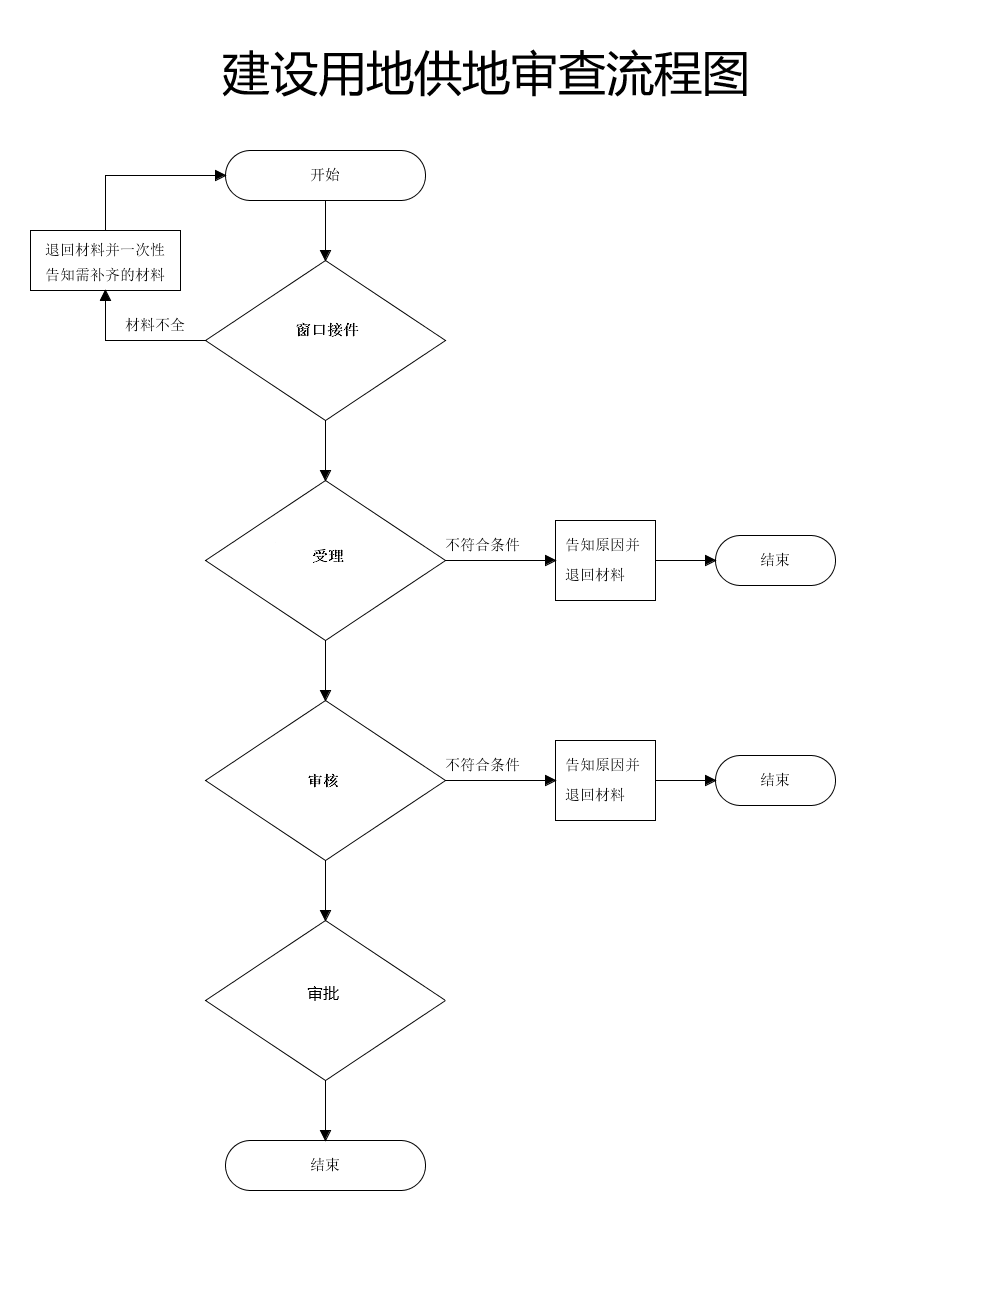 建设用地供地审查流程图
开始
退回材料并一次性
告知需补齐的材料
材料不全
窗口接件
受理
不符合条件
告知原因并
退回材料
结束
审核
不符合条件
告知原因并
退回材料
结束
审批
结束